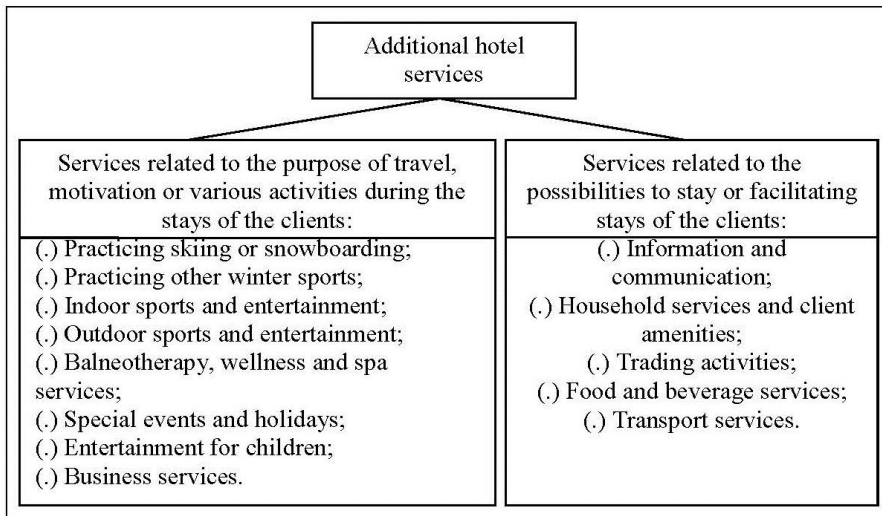 Additional hotel
services
Services related to the purpose of travel,
motivation or various activities during the
stays of the clients:
(.) Practicing skiing or snowboarding;
(.) Practicing other winter sports;
(.) Indoor sports and entertainment;
(.) Outdoor sports and entertainment;
(.) Balneotherapy, wellness and spa
services;
(.) Special events and holidays;
(.) Entertainment for children;
(.) Business services.
Services related to the
possibilities to stay or facilitating
stays of the clients:
(.) Information and
communication;
(.) Household services and client
amenities;
(.) Trading activities;
(.) Food and beverage services;
(.) Transport services.